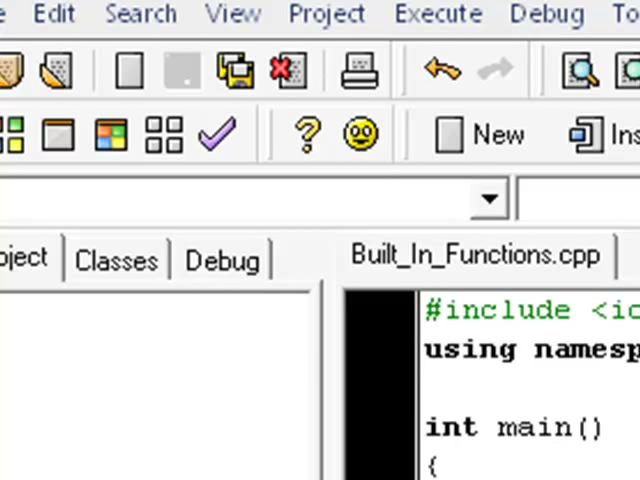 Edit Search View Project Execute Debug
New
Classes Debug Built_In_Functions.cpp
#include
using
int main()
{